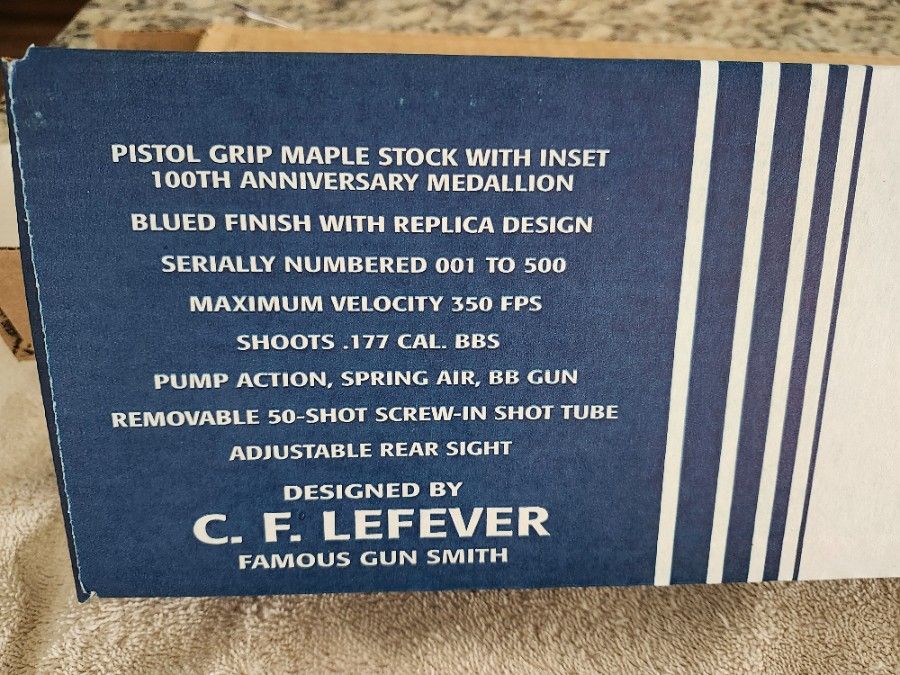 PISTOL GRIP MAPLE STOCK WITH INSET
100TH ANNIVERSARY MEDALLION
BLUED FINISH WITH REPLICA DESIGN
SERIALLY NUMBERED 001 TO 500
MAXIMUM VELOCITY 350 FPS
SHOOTS .177 CAL. BBS
PUMP ACTION, SPRING AIR, BB GUN
REMOVABLE 50-SHOT SCREW-IN SHOT TUBE
ADJUSTABLE REAR SIGHT
DESIGNED BY
C. F. LEFEVER
FAMOUS GUN SMITH